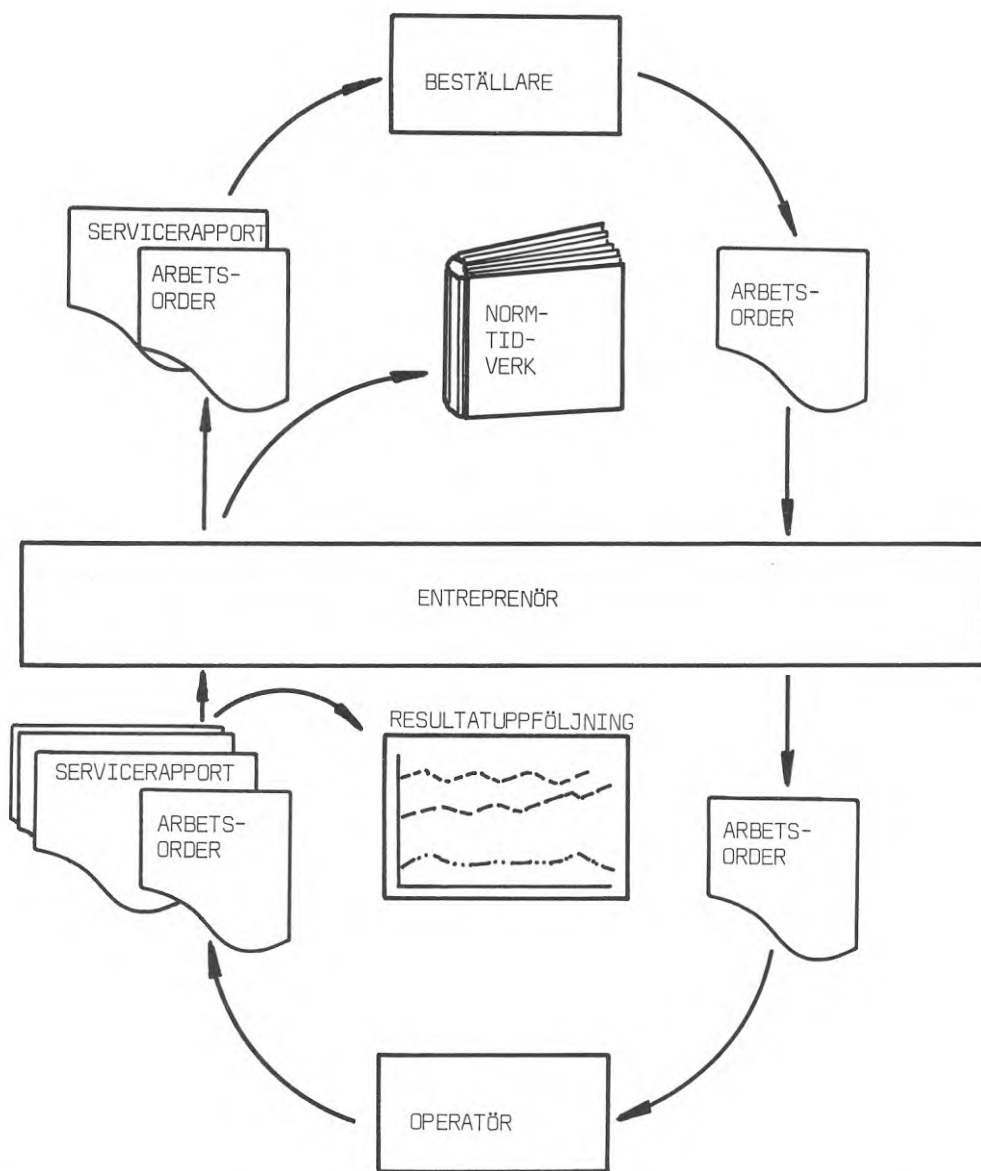 BESTÄLLARE
SERVICERAPPORT
ARBETS-
ORDER
NORM-
TID-
VERK
ARBETS-
ORDER
ENTREPRENÖR
RESULTATUPPFÖLJNING
SERVICERAPPORT
ARBETS-
ORDER
ARBETS-
ORDER
OPERATÖR